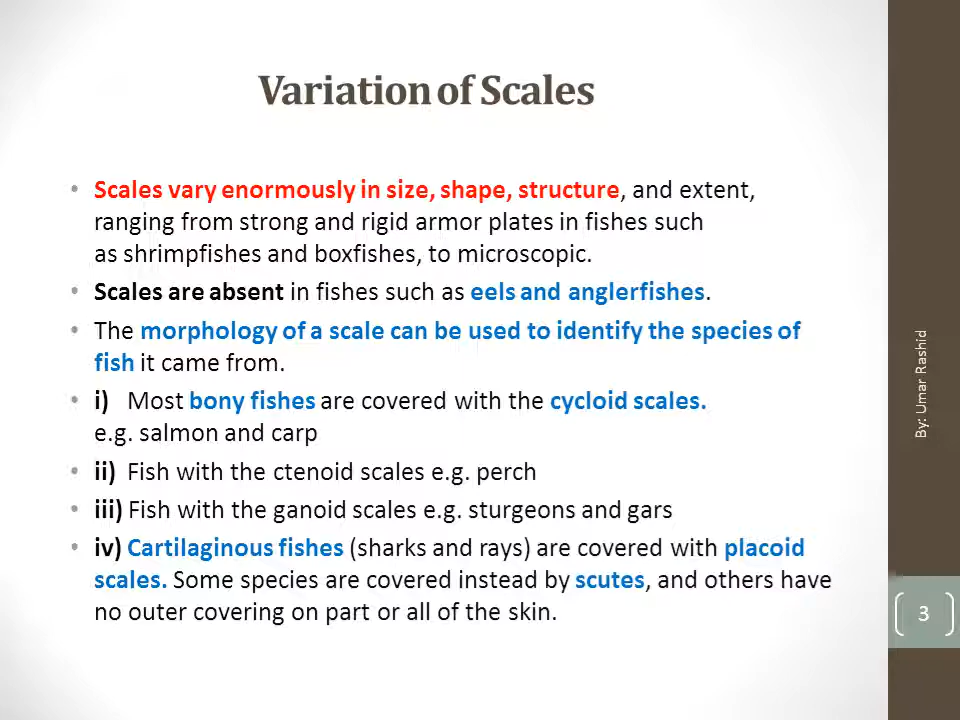 Variation of Scales
• Scales vary enormously in size, shape, structure, and extent,
ranging from strong and rigid armor plates in fishes such
as shrimpfishes and boxfishes, to microscopic.
• Scales are absent in fishes such as eels and anglerfishes.
• The morphology of a scale can be used to identify the species of
fish it came from.
• i) Most bony fishes are covered with the cycloid scales.
e.g. salmon and carp
• ii) Fish with the ctenoid scales e.g. perch
• iii) Fish with the ganoid scales e.g. sturgeons and gars
• iv) Cartilaginous fishes (sharks and rays) are covered with placoid
scales. Some species are covered instead by scutes, and others have
no outer covering on part or all of the skin.
By: Umar Rashid
3